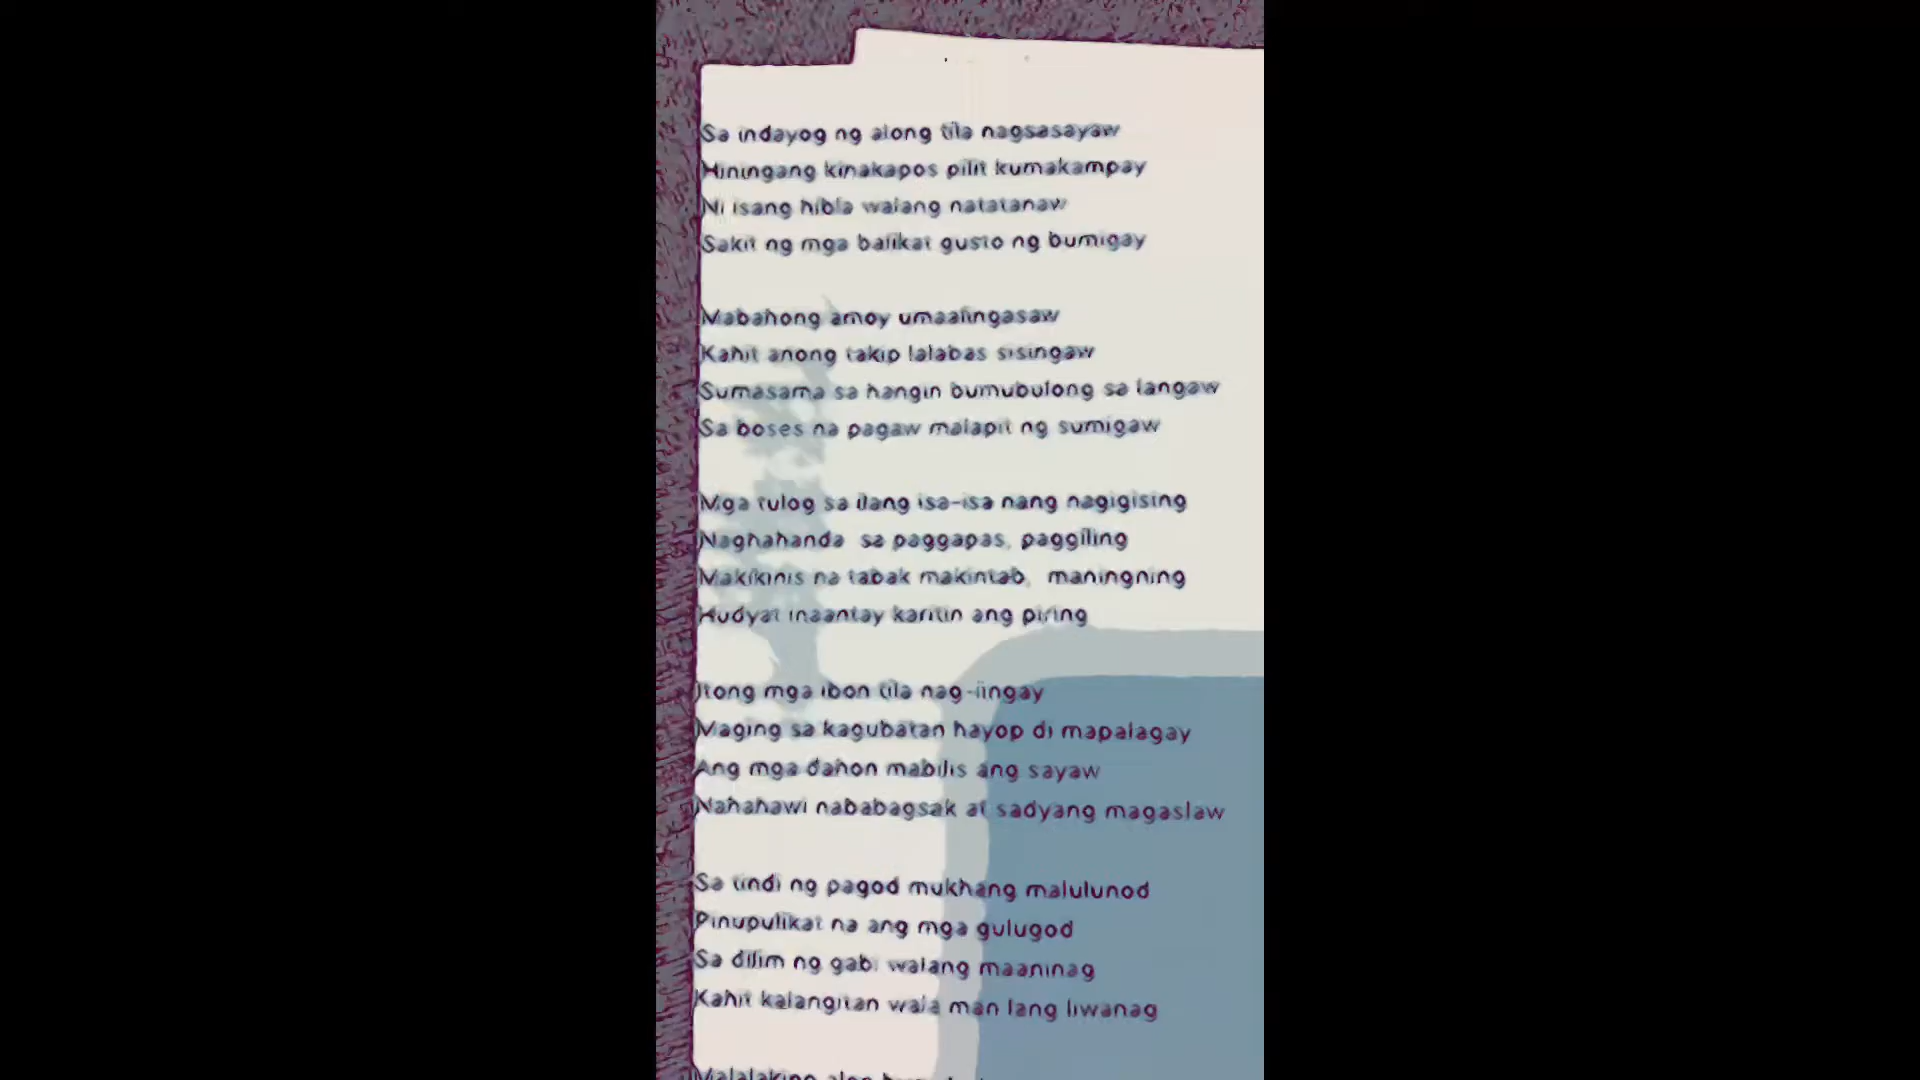 Sa indayog ng along tila nagsasayaw
Hiningang kinakapos pilit kumakampay
Ni isang hibla walang natatanaw
Sakit ng mga balikat gusto ng bumigay
Mabahong amoy umaalingasaw
Kahit anong takip lalabas sisingaw
Sumasama sa hangin bumubulong sa langaw
Sa boses na pagaw malapit ng sumigaw
Mga tulog sa ilang isa-isa nang nagigising
Naghahanda sa paggapas, paggiling
Makikinis na tabak makintab, maningning
Hudyat inaantay karitin ang piring
Itong mga ibon tila nag-iingay
Maging sa kagubatan hayop di mapalagay
Ang mga dahon mabilis ang sayaw
Nahahawi nababagsak at sadyang magaslaw
Sa tindi ng pagod mukhang malulunod
Pinupulikat na ang mga gulugod
Sa dilim ng gabi walang maaninag
Kahit kalangitan wala man lang liwanag
Malalaking